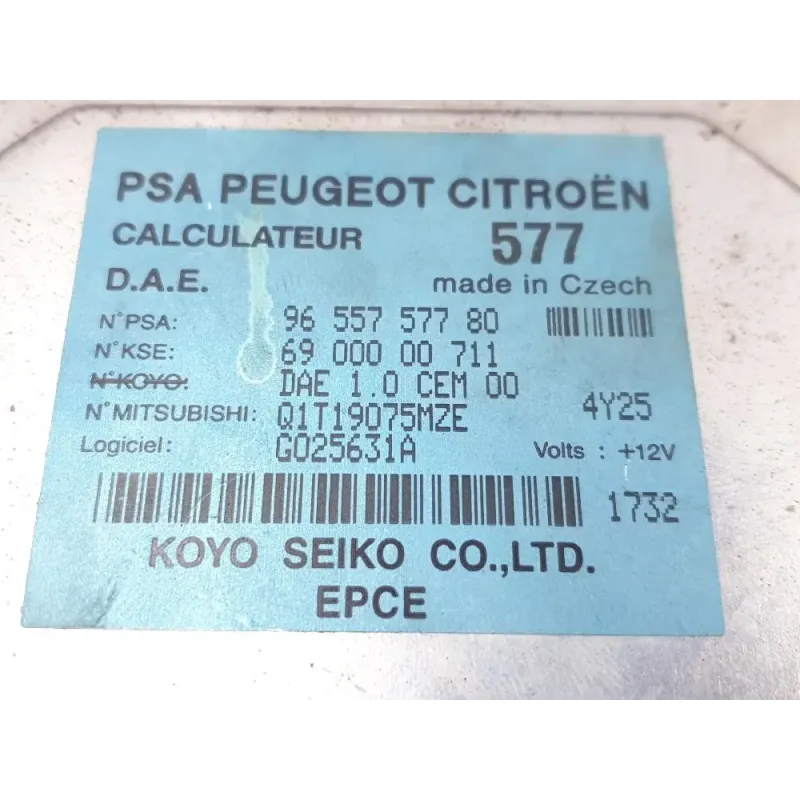 PSA PEUGEOT CITROËN
CALCULATEUR 577
D.A.E. made in Czech
N°PSA: 96 557 577 80
N°KSE: 69 000 00 711
N°KOYO: DAE 1.0 CEM 00
N°MITSUBISHI: Q1T19075MZE 4Y25
Logiciel: G025631A Volts : +12V
1732
KOYO SEIKO CO.,LTD.
EPCE